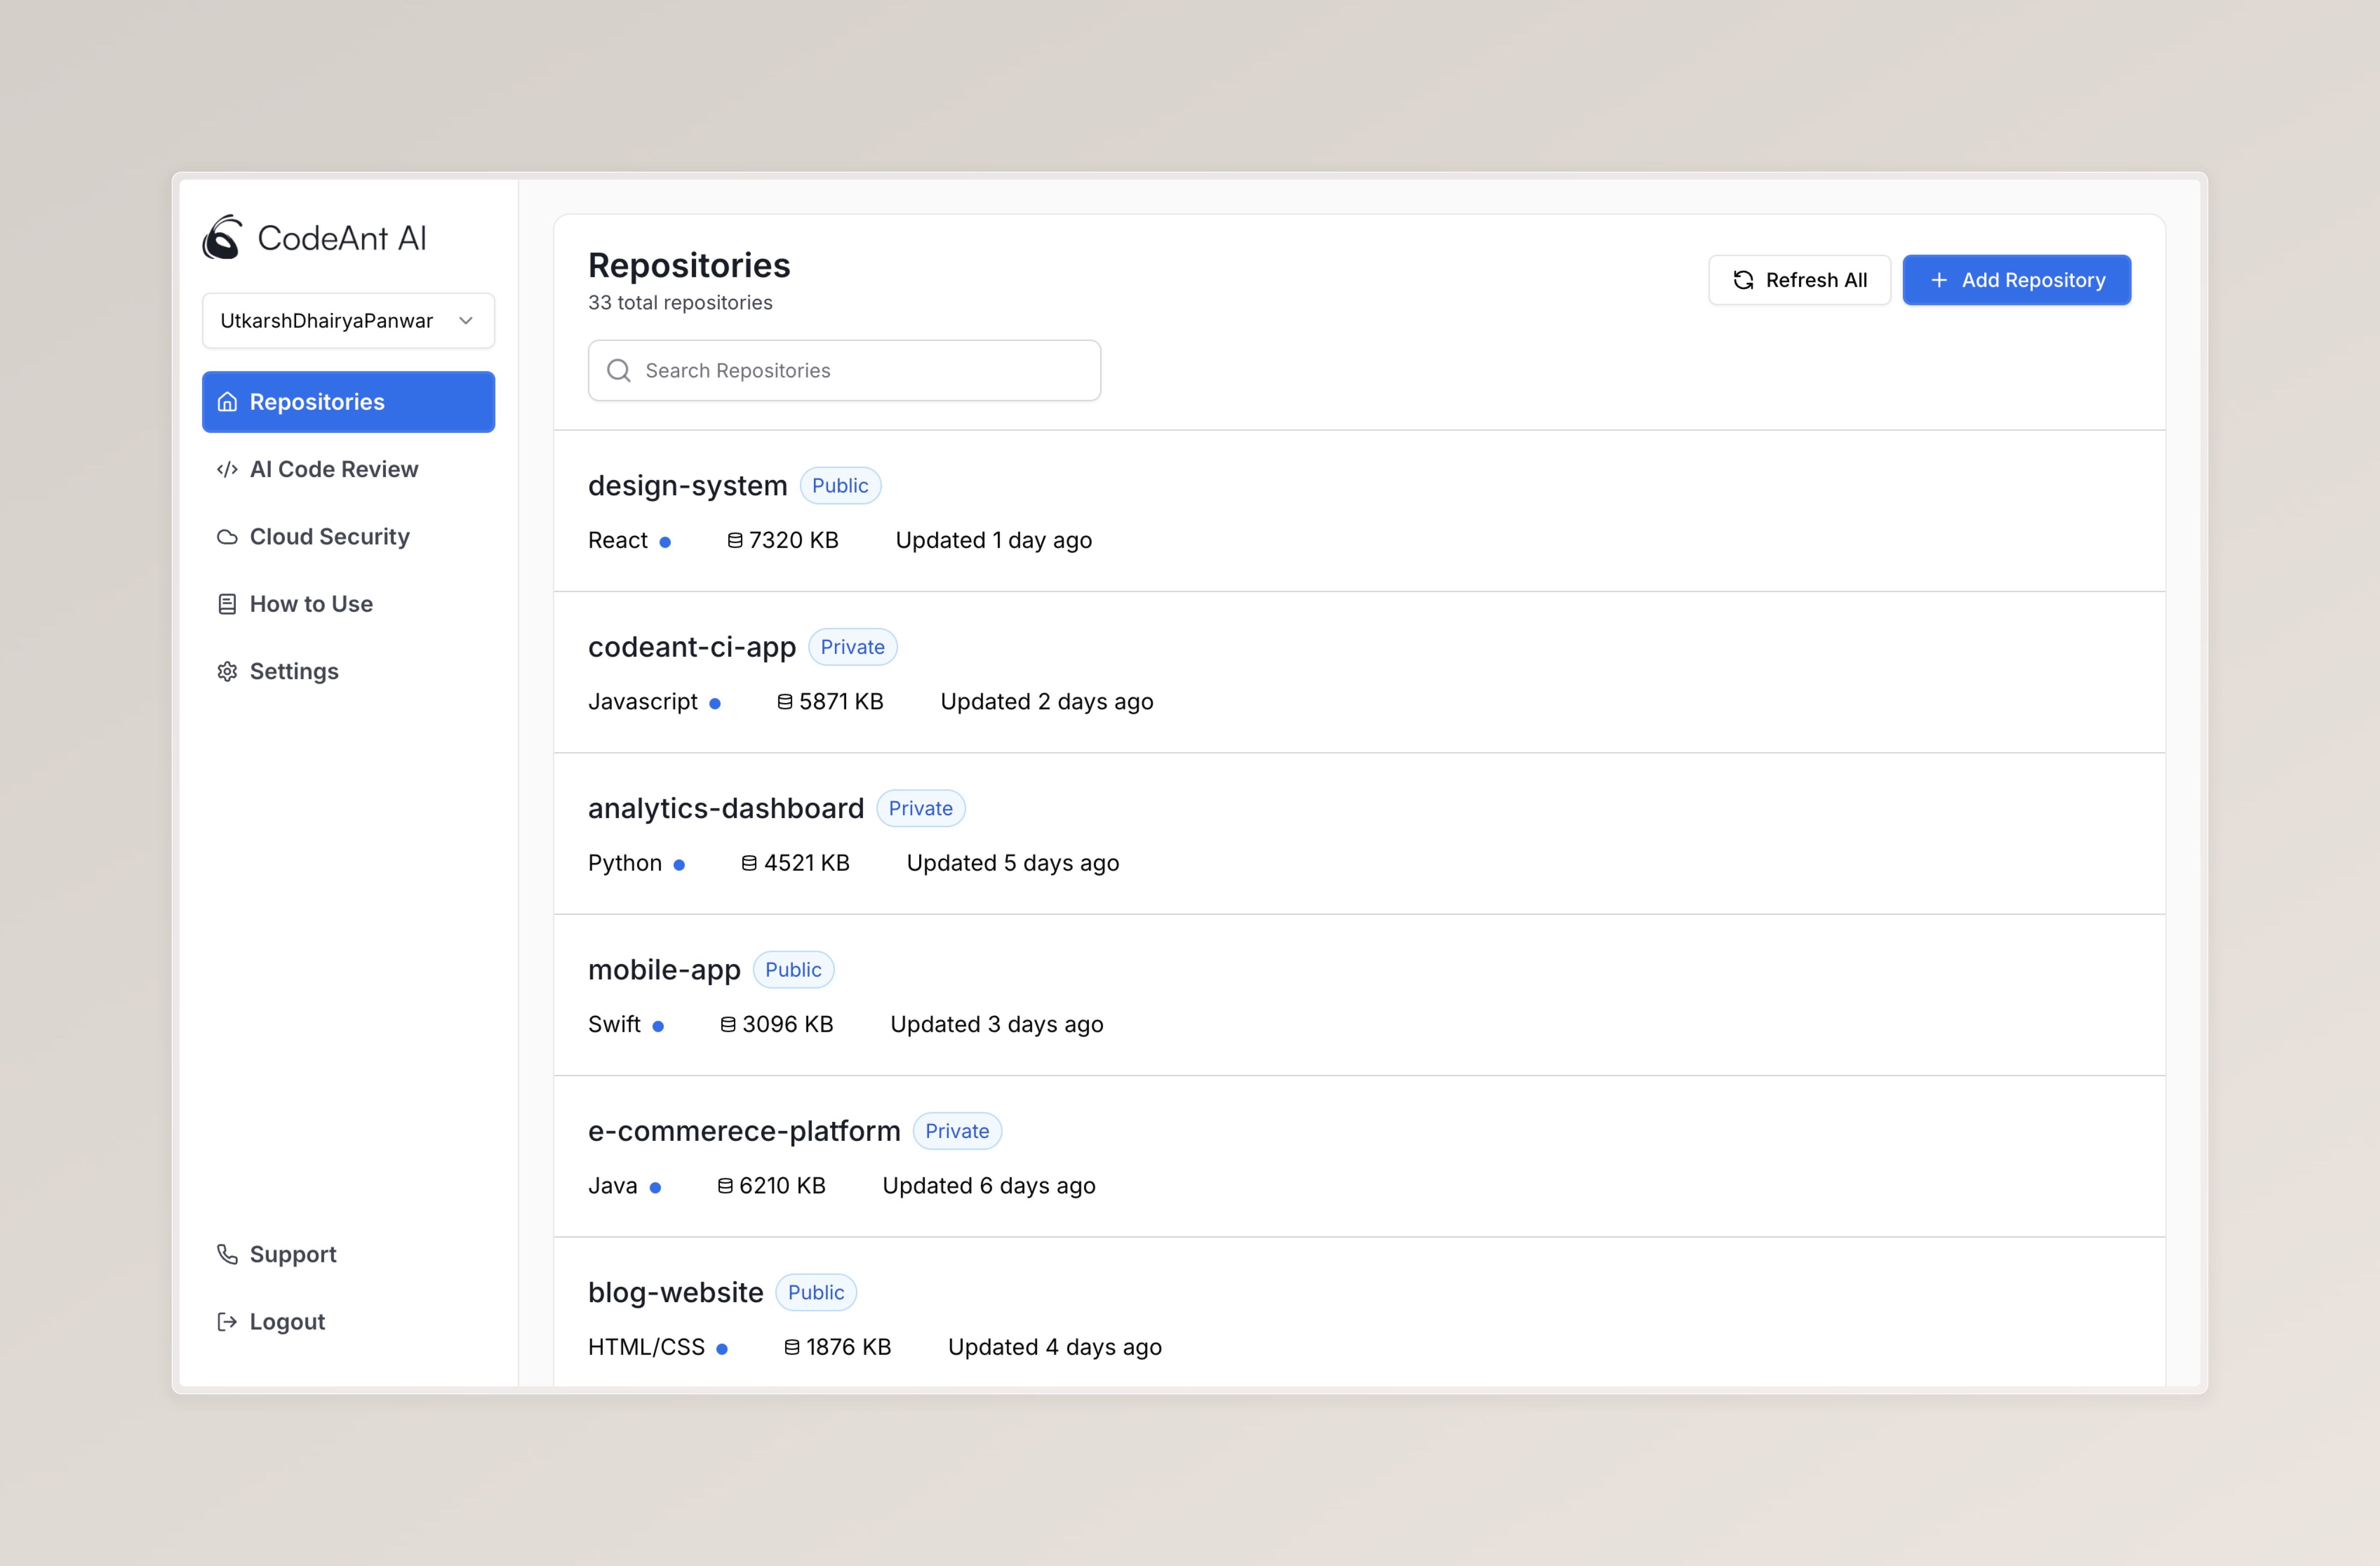 CodeAnt AI
UtkarshDhairyaPanwar
Repositories
AI Code Review
Cloud Security
How to Use
Settings
Support
Logout
Repositories
33 total repositories
Refresh All
Add Repository
Search Repositories
design-system Public
React 7320 KB Updated 1 day ago
codeant-ci-app Private
Javascript 5871 KB Updated 2 days ago
analytics-dashboard Private
Python 4521 KB Updated 5 days ago
mobile-app Public
Swift 3096 KB Updated 3 days ago
e-commerece-platform Private
Java 6210 KB Updated 6 days ago
blog-website Public
HTML/CSS 1876 KB Updated 4 days ago